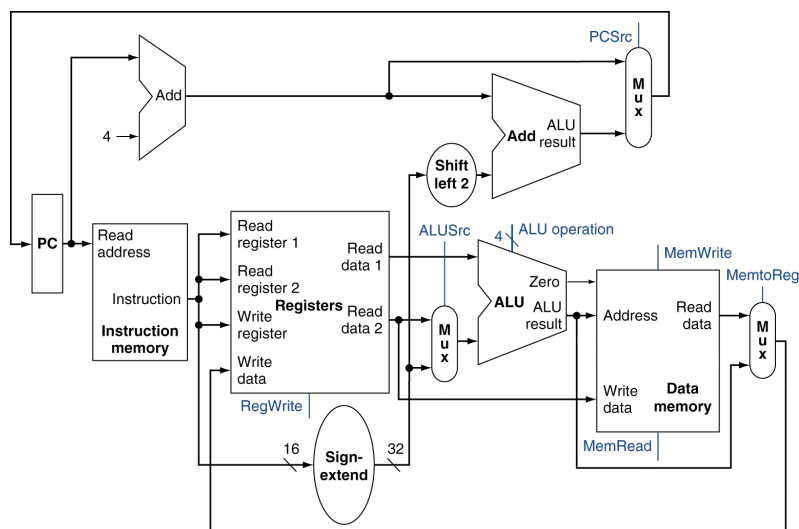 PCSrc
M
u
x
Add
4
Add
ALU
result
Shift
left 2
PC
Read
address
Instruction
Instruction
memory
Read
register 1
Read
register 2
Write
register
Write
data
Registers
Read
data 1
Read
data 2
RegWrite
ALUSrc
M
u
x
4
ALU operation
Zero
ALU
ALU
result
MemWrite
Address
Read
data
Write
data
Data
memory
MemRead
MemtoReg
M
u
x
16
Sign-
extend
32